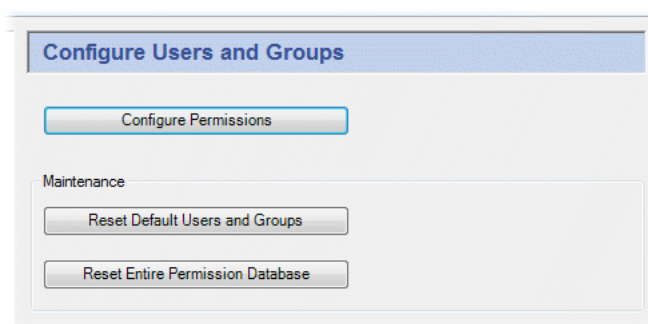 Configure Users and Groups
Configure Permissions
Maintenance
Reset Default Users and Groups
Reset Entire Permission Database